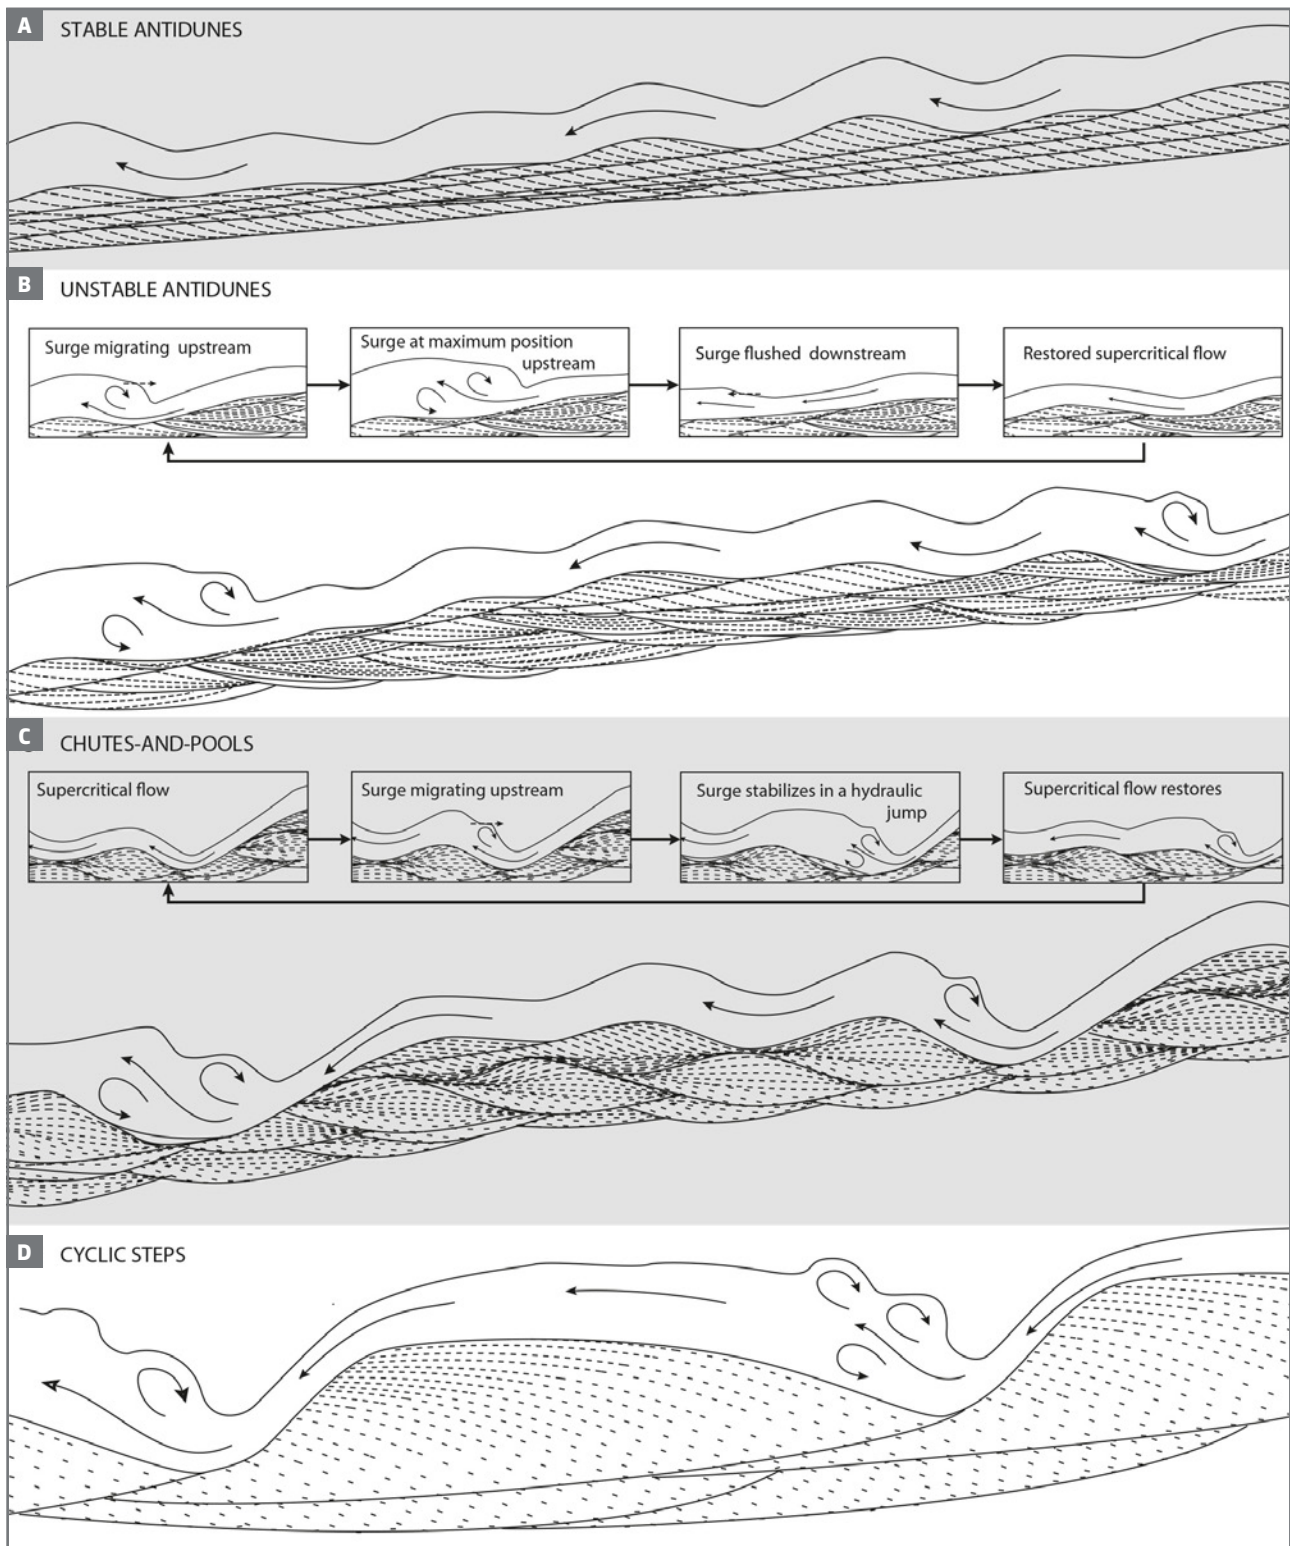 A STABLE ANTIDUNES
B UNSTABLE ANTIDUNES
Surge migrating upstream
Surge at maximum position
upstream
Surge flushed downstream
Restored supercritical flow
C CHUTES-AND-POOLS
Supercritical flow
Surge migrating upstream
Surge stabilizes in a hydraulic
jump
Supercritical flow restores
D CYCLIC STEPS